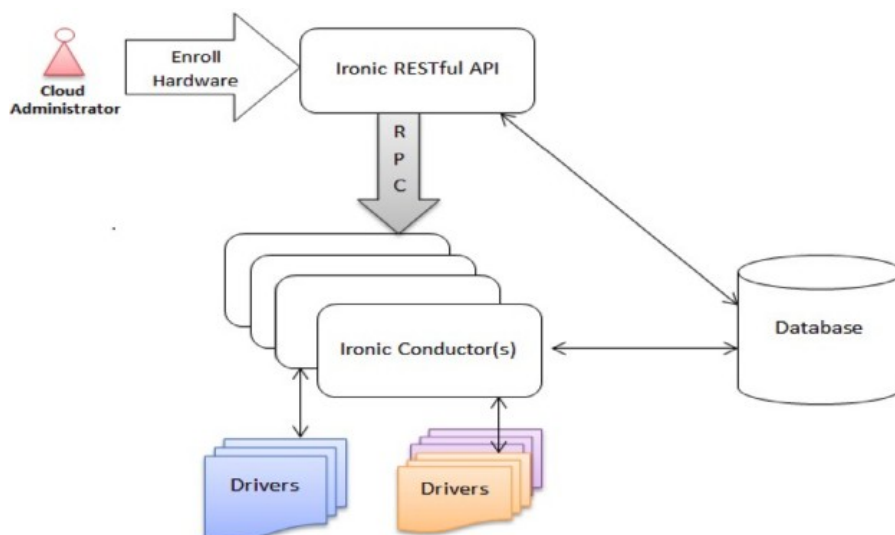 Cloud
Administrator
Enroll
Hardware
Ironic RESTful API
R
P
C
Ironic Conductor(s)
Database
Drivers
Drivers